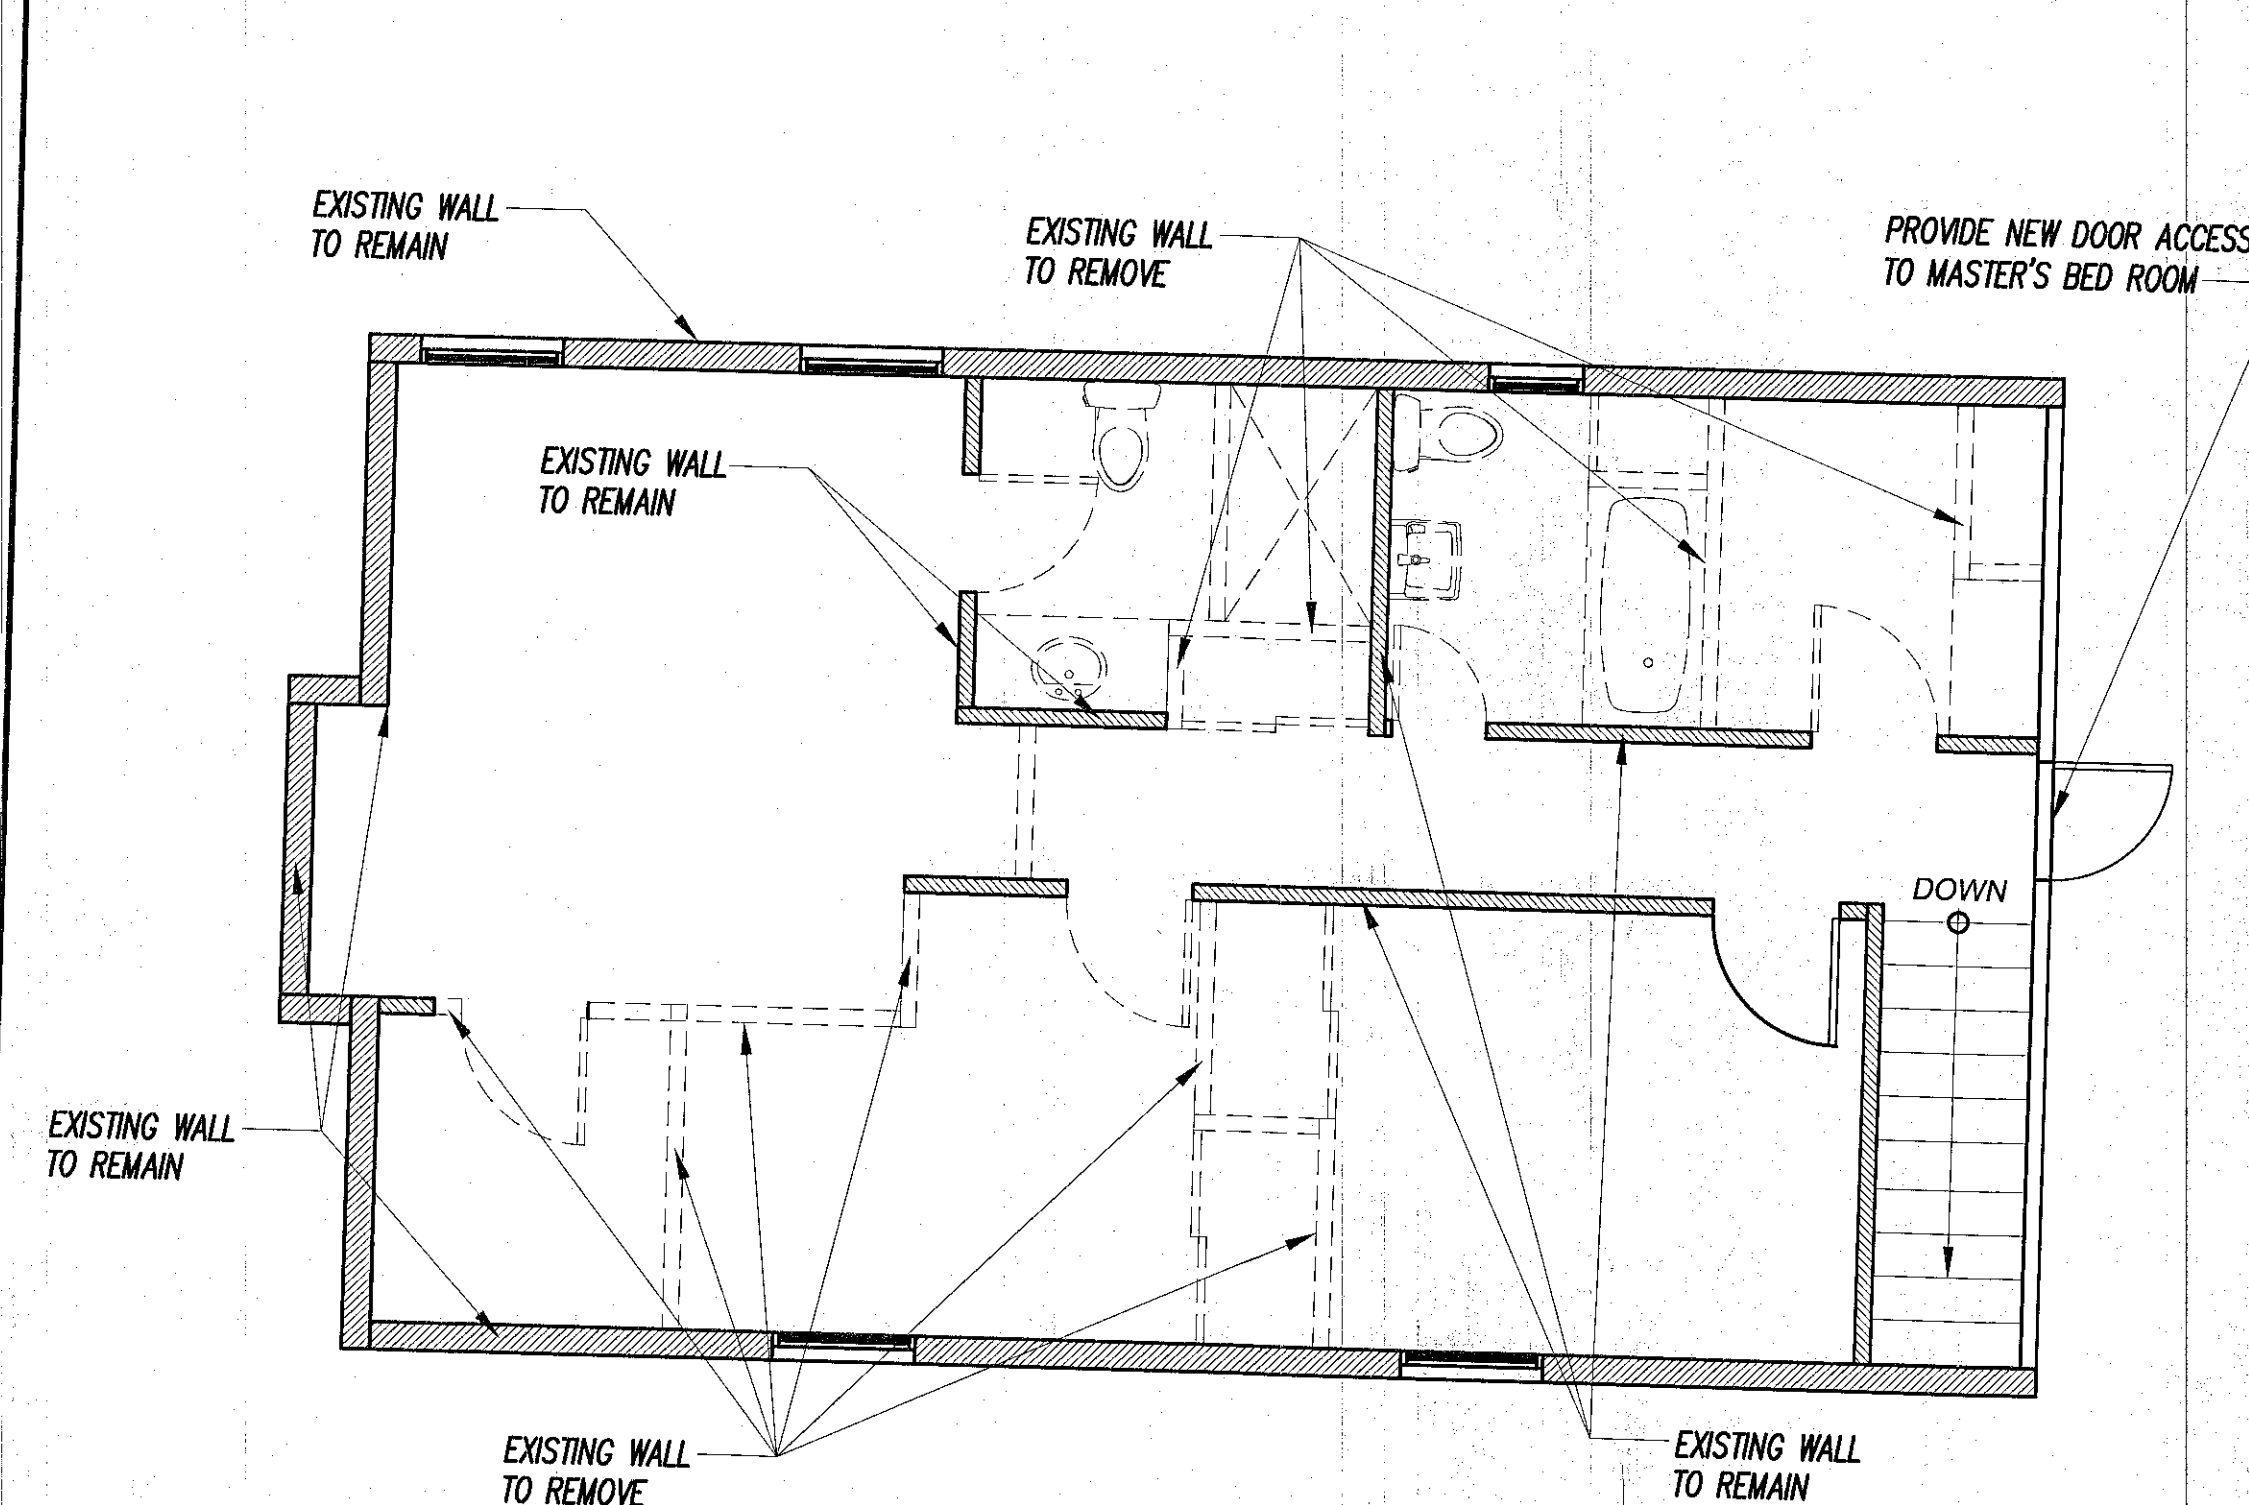 EXISTING WALL
TO REMAIN
EXISTING WALL
TO REMOVE
PROVIDE NEW DOOR ACCESS
TO MASTER'S BED ROOM
EXISTING WALL
TO REMAIN
DOWN
EXISTING WALL
TO REMAIN
EXISTING WALL
TO REMOVE
EXISTING WALL
TO REMAIN